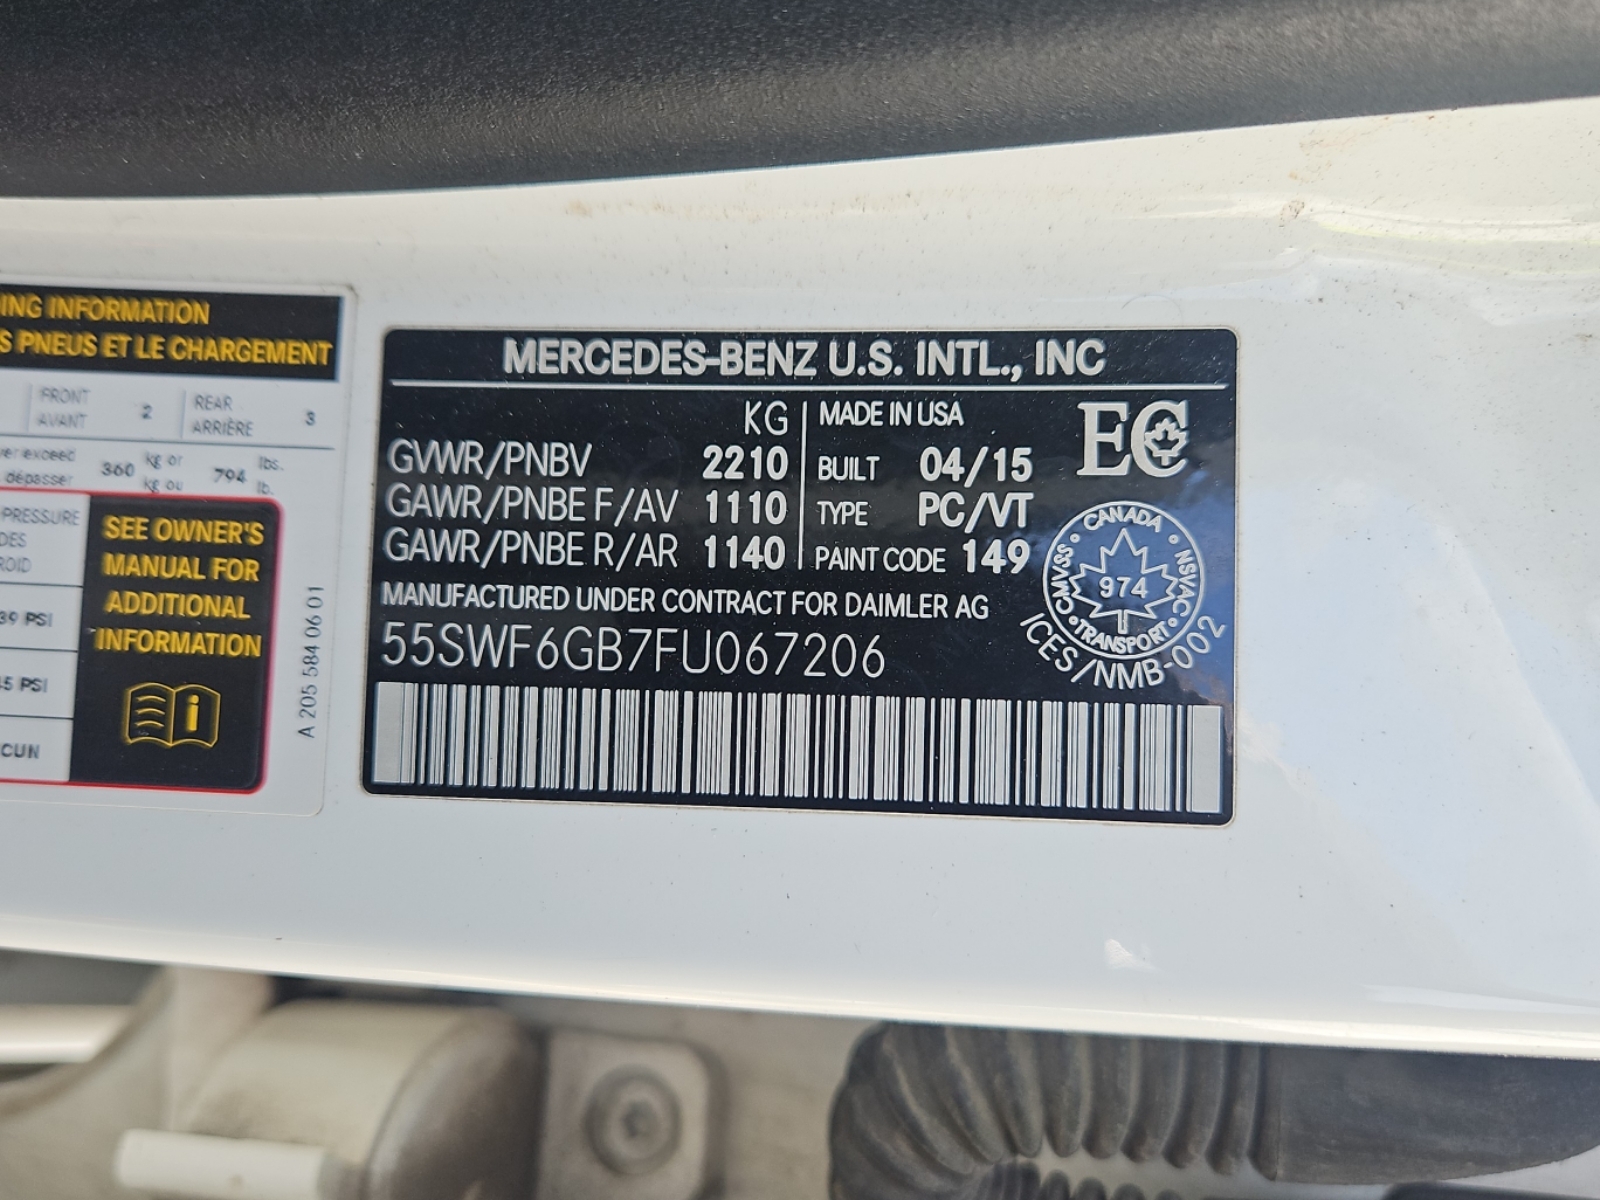 ING INFORMATION
S PNEUS ET LE CHARGEMENT
FRONT
AVANT
2
REAR
ARRIÈRE
3
ver exceed
dépasser
360
kg or
kg ou
794
lbs.
lb.
PRESSURE
DES
ROID
39 PSI
5 PSI
CUN
SEE OWNER'S
MANUAL FOR
ADDITIONAL
INFORMATION
i
A 205 584 06 01
MERCEDES-BENZ U.S. INTL., INC
KG
GVWR/PNBV 2210
GAWR/PNBE F/AV 1110
GAWR/PNBE R/AR 1140
MADE IN USA
BUILT 04/15
TYPE PC/VT
PAINT CODE 149
EC
CANADA
CMVSS
974
NSVAC
TRANSPORT
ICES/NMB-002
MANUFACTURED UNDER CONTRACT FOR DAIMLER AG
55SWF6GB7FU067206